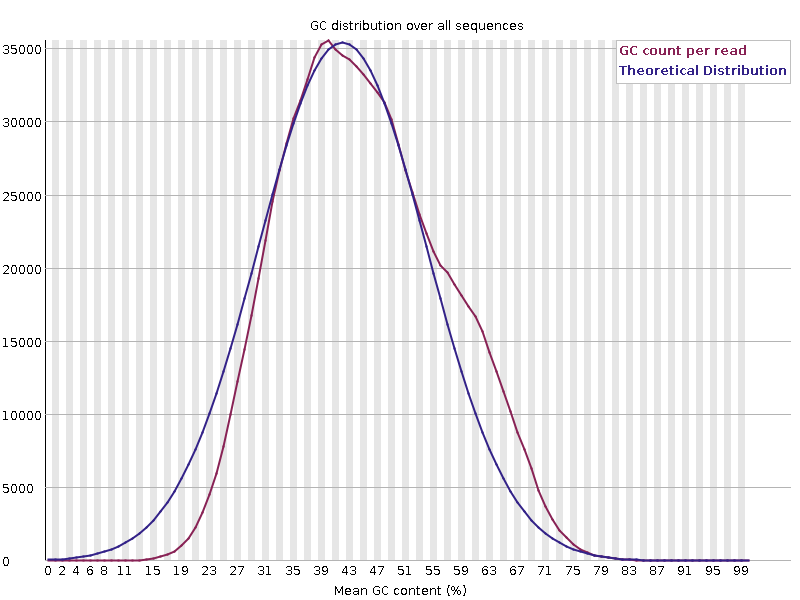 GC distribution over all sequences
GC count per read
Theoretical Distribution
35000
30000
25000
20000
15000
10000
5000
0
0 2 4 6 8 11 15 19 23 27 31 35 39 43 47 51 55 59 63 67 71 75 79 83 87 91 95 99
Mean GC content (%)